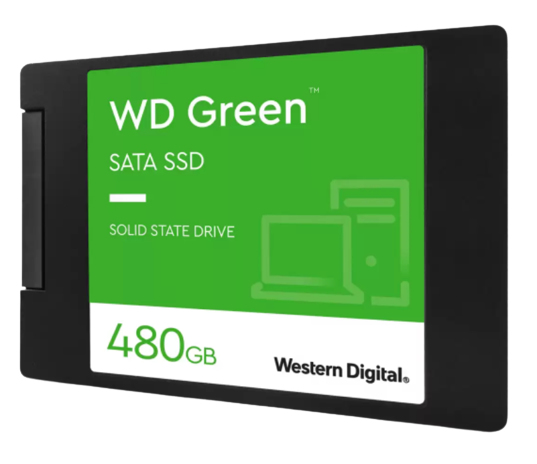 WD Green™
SATA SSD
SOLID STATE DRIVE
480GB
Western Digital®